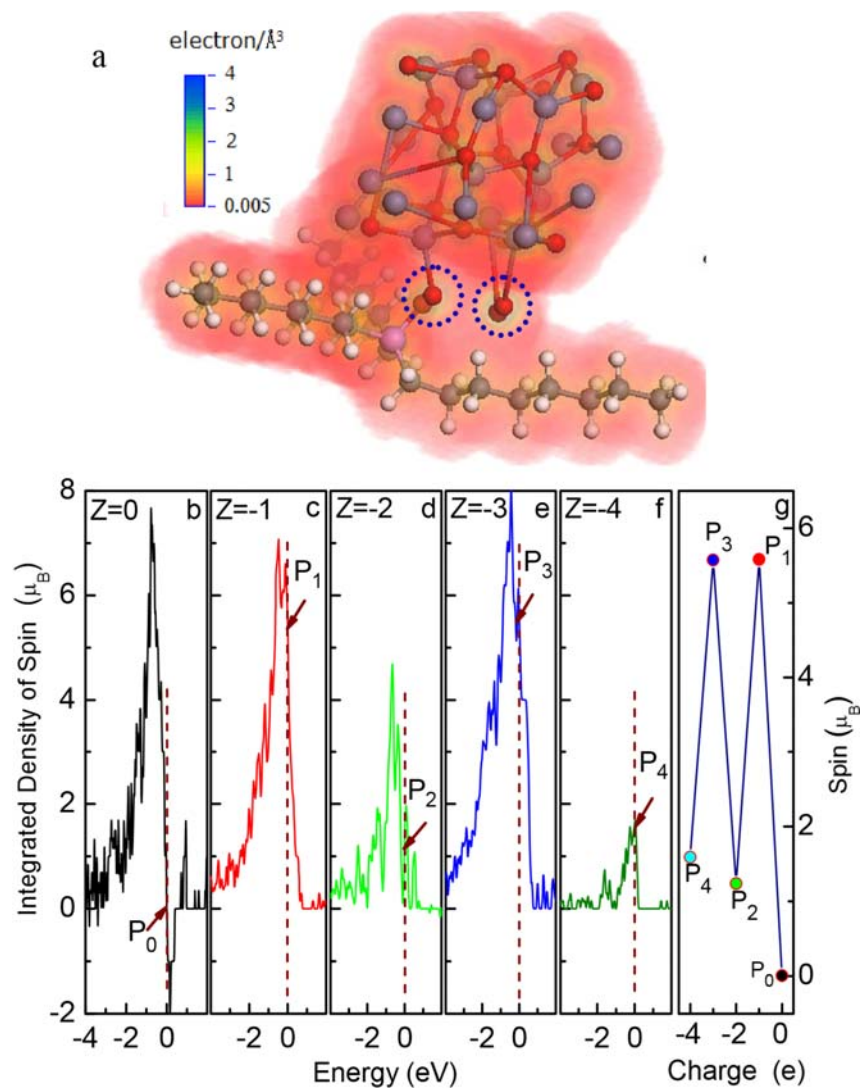 a
electron/Å³
4
3
2
1
0.005
Z=0 b
Z=-1 c
Z=-2 d
Z=-3 e
Z=-4 f
g
P₀
P₁
P₂
P₃
P₄
P₃
P₁
P₄
P₂
P₀
8
6
4
2
0
-2
6
4
2
0
Integrated Density of Spin (μB)
Spin (μB)
-4 -2 0
-2 0
-2 0
-2 0
-2 0
-4 -2 0
Energy (eV)
Charge (e)